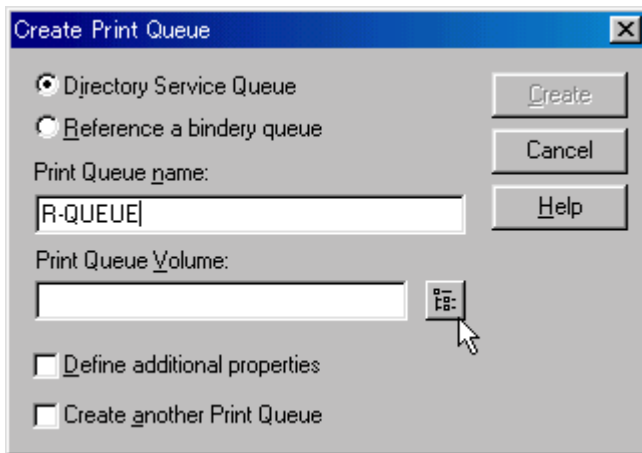 Create Print Queue
Directory Service Queue
Reference a bindery queue
Create
Cancel
Help
Print Queue name:
R-QUEUE
Print Queue Volume:
Define additional properties
Create another Print Queue